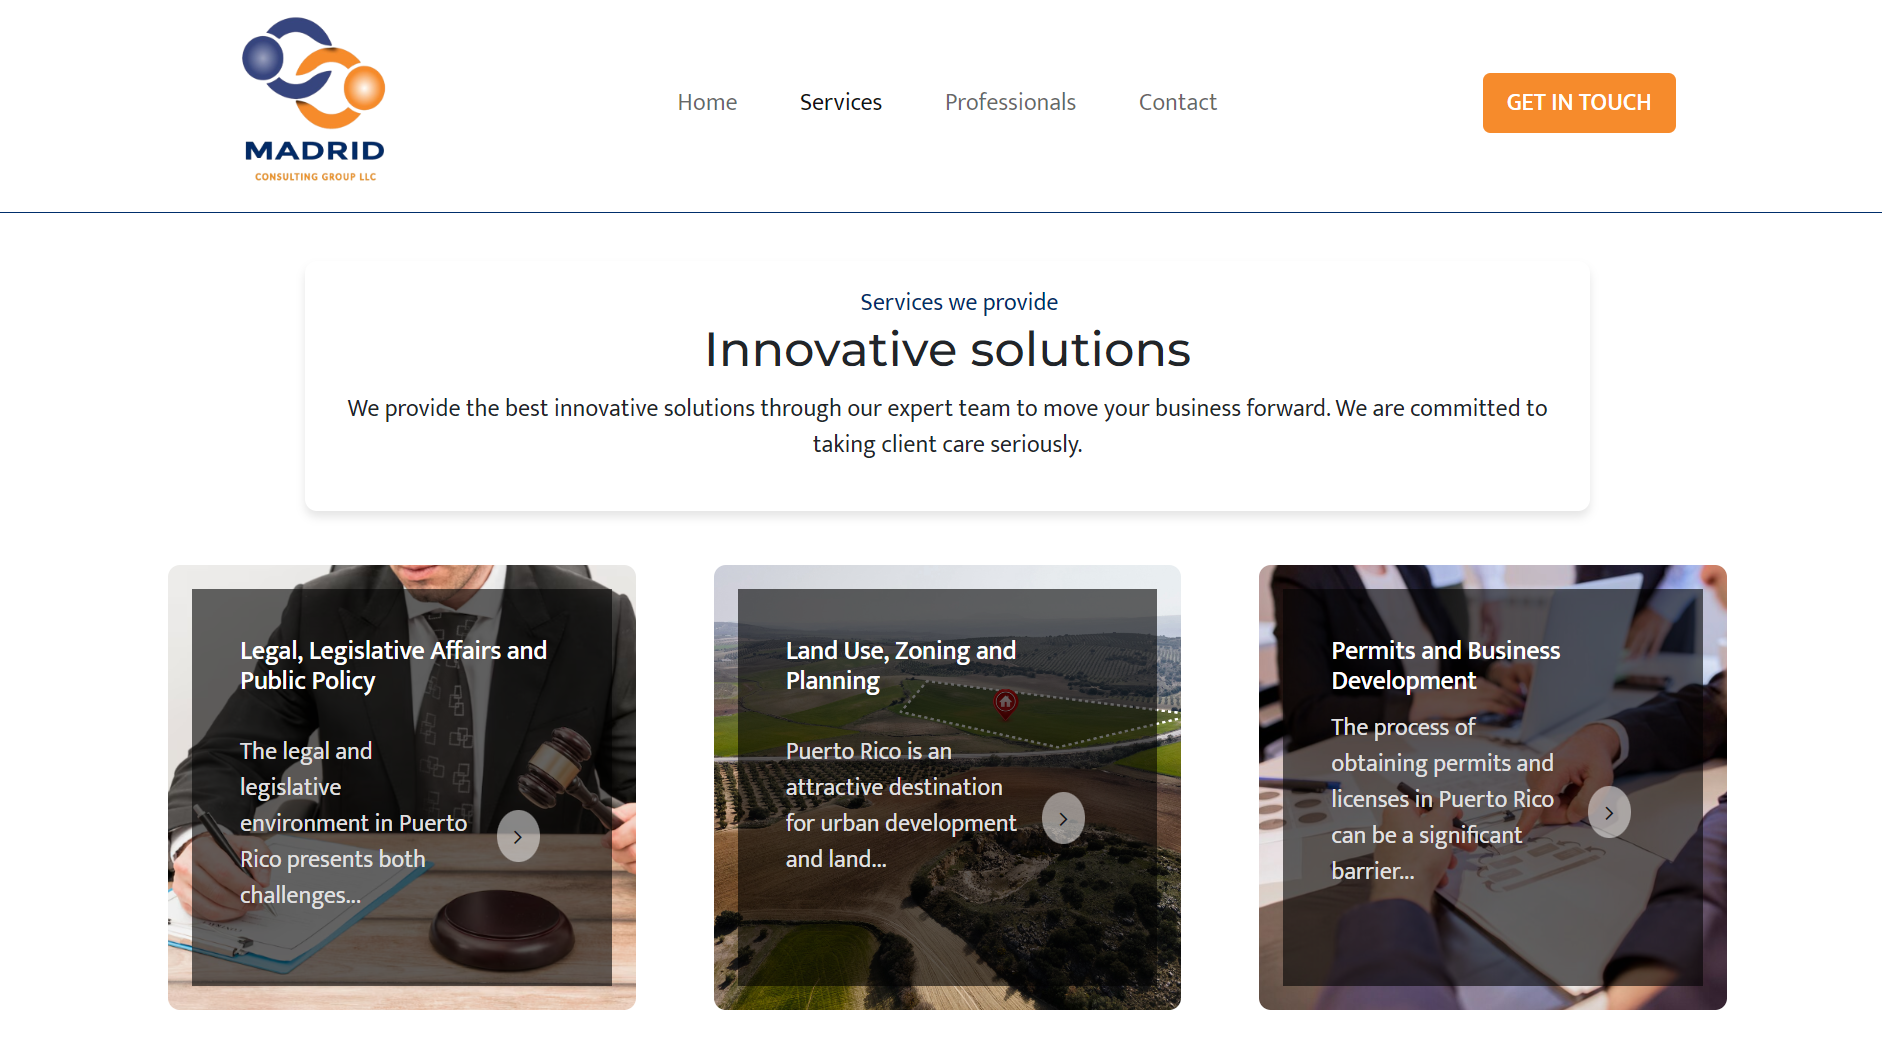 MADRID
CONSULTING GROUP LLC
Home
Services
Professionals
Contact
GET IN TOUCH
Services we provide
Innovative solutions
We provide the best innovative solutions through our expert team to move your business forward. We are committed to
taking client care seriously.
Legal, Legislative Affairs and
Public Policy
The legal and
legislative
environment in Puerto
Rico presents both
challenges...
Land Use, Zoning and
Planning
Puerto Rico is an
attractive destination
for urban development
and land...
Permits and Business
Development
The process of
obtaining permits and
licenses in Puerto Rico
can be a significant
barrier...